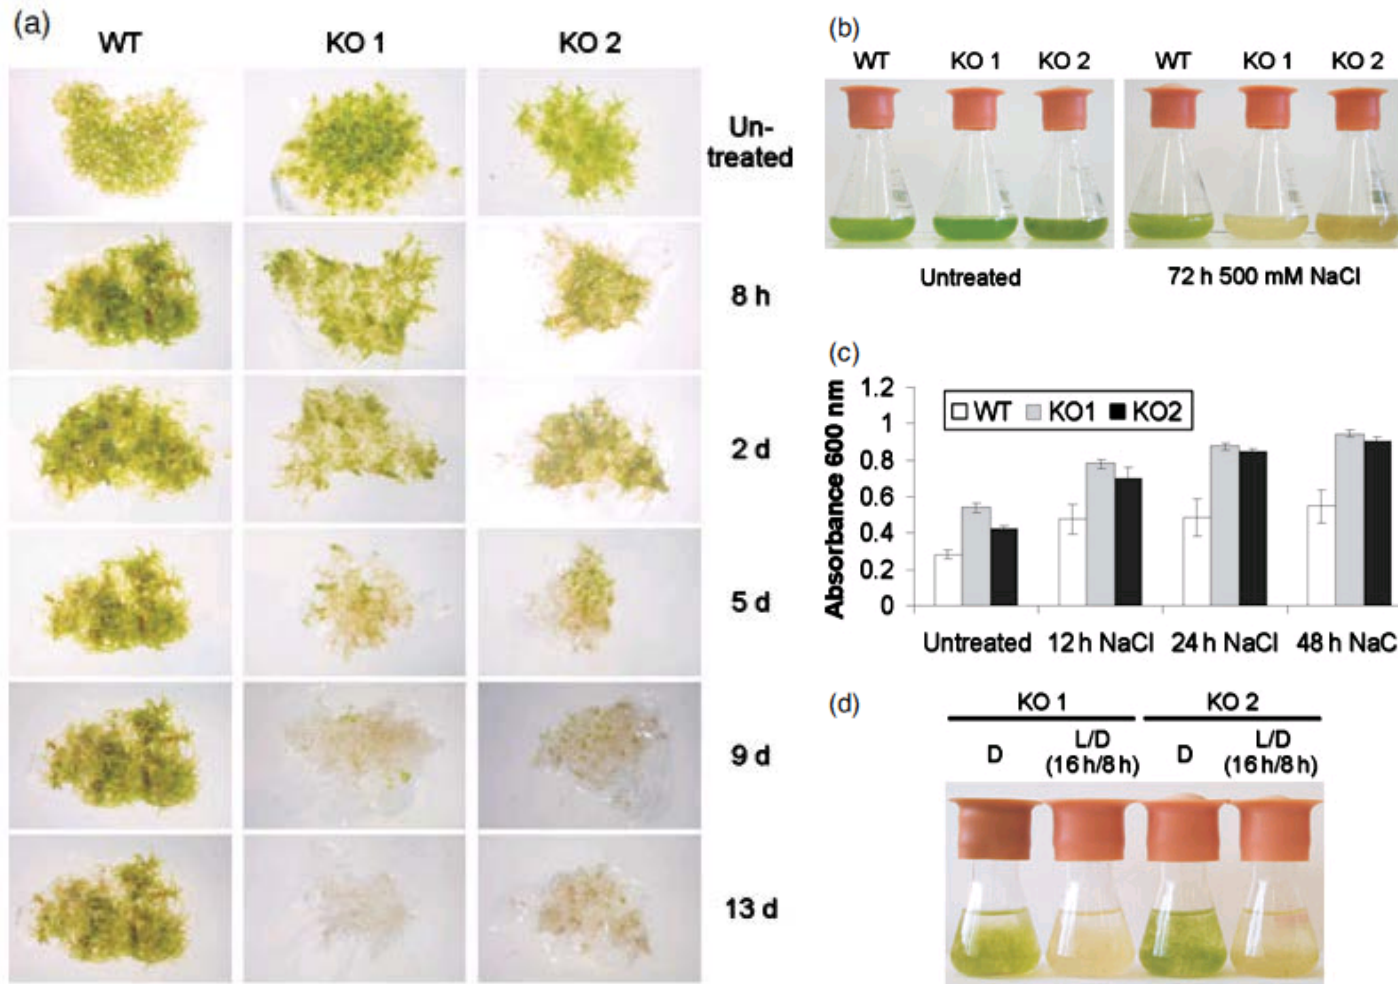 (a)
WT KO 1 KO 2
Un-
treated
8 h
2 d
5 d
9 d
13 d
(b)
WT KO 1 KO 2 WT KO 1 KO 2
Untreated 72 h 500 mM NaCl
(c)
Absorbance 600 nm
1.2
1
0.8
0.6
0.4
0.2
0
WT KO1 KO2
Untreated 12 h NaCl 24 h NaCl 48 h NaC
(d)
KO 1 KO 2
D L/D D L/D
(16 h/8 h) (16 h/8 h)